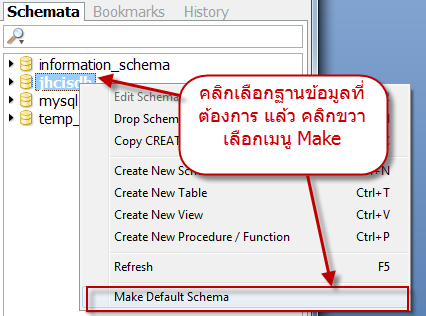 Schemata Bookmarks History
information_schema
jhcisdb
mysql
temp_
Edit Schema
Drop Schem
Copy CREAT
Create New Sch
Create New Table Ctrl+T
Create New View Ctrl+V
Create New Procedure / Function Ctrl+P
Refresh F5
Make Default Schema
คลิกเลือกฐานข้อมูลที่
ต้องการ แล้ว คลิกขวา
เลือกเมนู Make